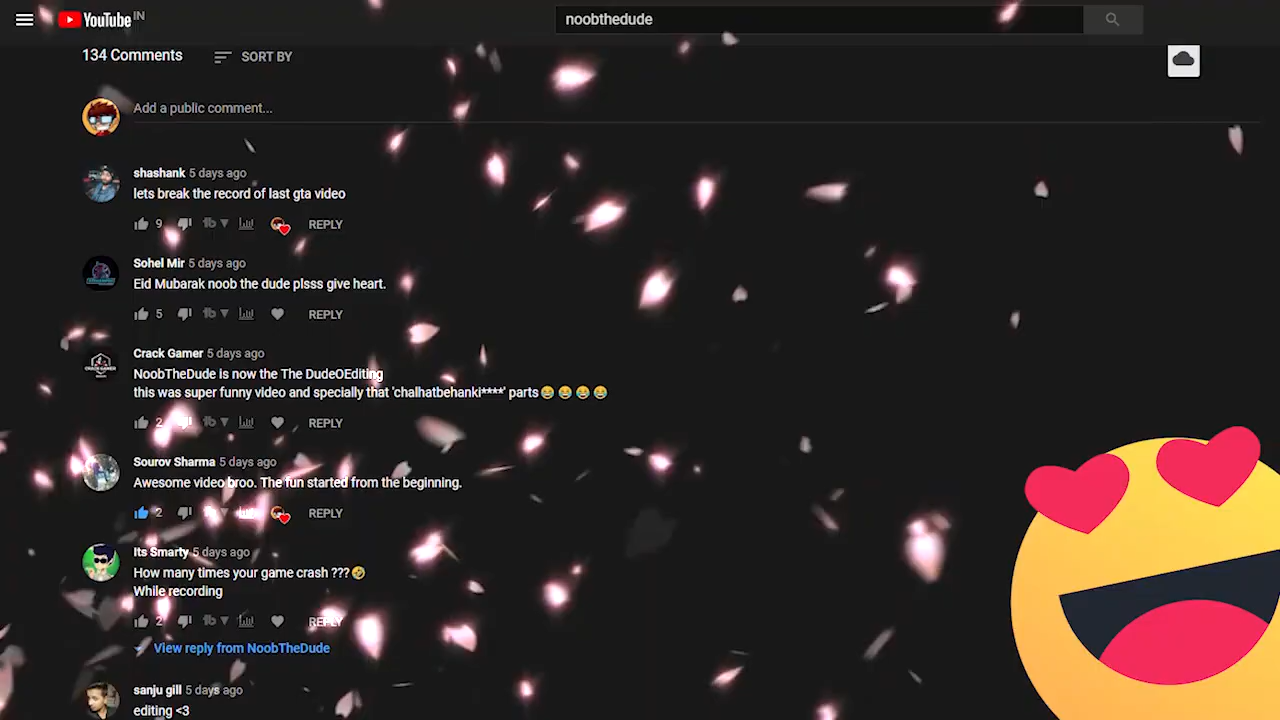 YouTube IN
noobthedude
134 Comments
SORT BY
Add a public comment...
shashank 5 days ago
lets break the record of last gta video
9 REPLY
Sohel Mir 5 days ago
Eid Mubarak noob the dude plsss give heart.
5 REPLY
Crack Gamer 5 days ago
NoobTheDude is now the The DudeOEditing
this was super funny video and specially that 'chalhatbehanki****' parts😂😂😂😂
2 REPLY
Sourov Sharma 5 days ago
Awesome video broo. The fun started from the beginning.
2 REPLY
Its Smarty 5 days ago
How many times your game crash ???🤣
While recording
2 REPLY
View reply from NoobTheDude
sanju gill 5 days ago
editing <3